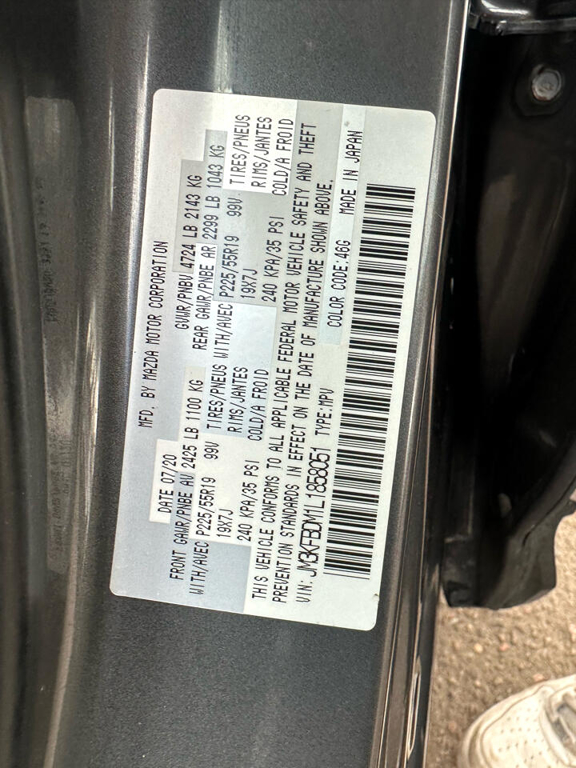 MFD. BY MAZDA MOTOR CORPORATION
DATE 07/20 GVWR/PNBV 4724 LB 2143 KG
FRONT GAWR/PNBE AV 2425 LB 1100 KG REAR GAWR/PNBE AR 2299 LB 1043 KG
WITH/AVEC P225/55R19 99V TIRES/PNEUS WITH/AVEC P225/55R19 99V TIRES/PNEUS
19X7J RIMS/JANTES 19X7J RIMS/JANTES
240 KPA/35 PSI COLD/A FROID 240 KPA/35 PSI COLD/A FROID
THIS VEHICLE CONFORMS TO ALL APPLICABLE FEDERAL MOTOR VEHICLE SAFETY AND THEFT
PREVENTION STANDARDS IN EFFECT ON THE DATE OF MANUFACTURE SHOWN ABOVE.
VIN: JM3KFBDM1L1858051 TYPE:MPV COLOR CODE:46G MADE IN JAPAN